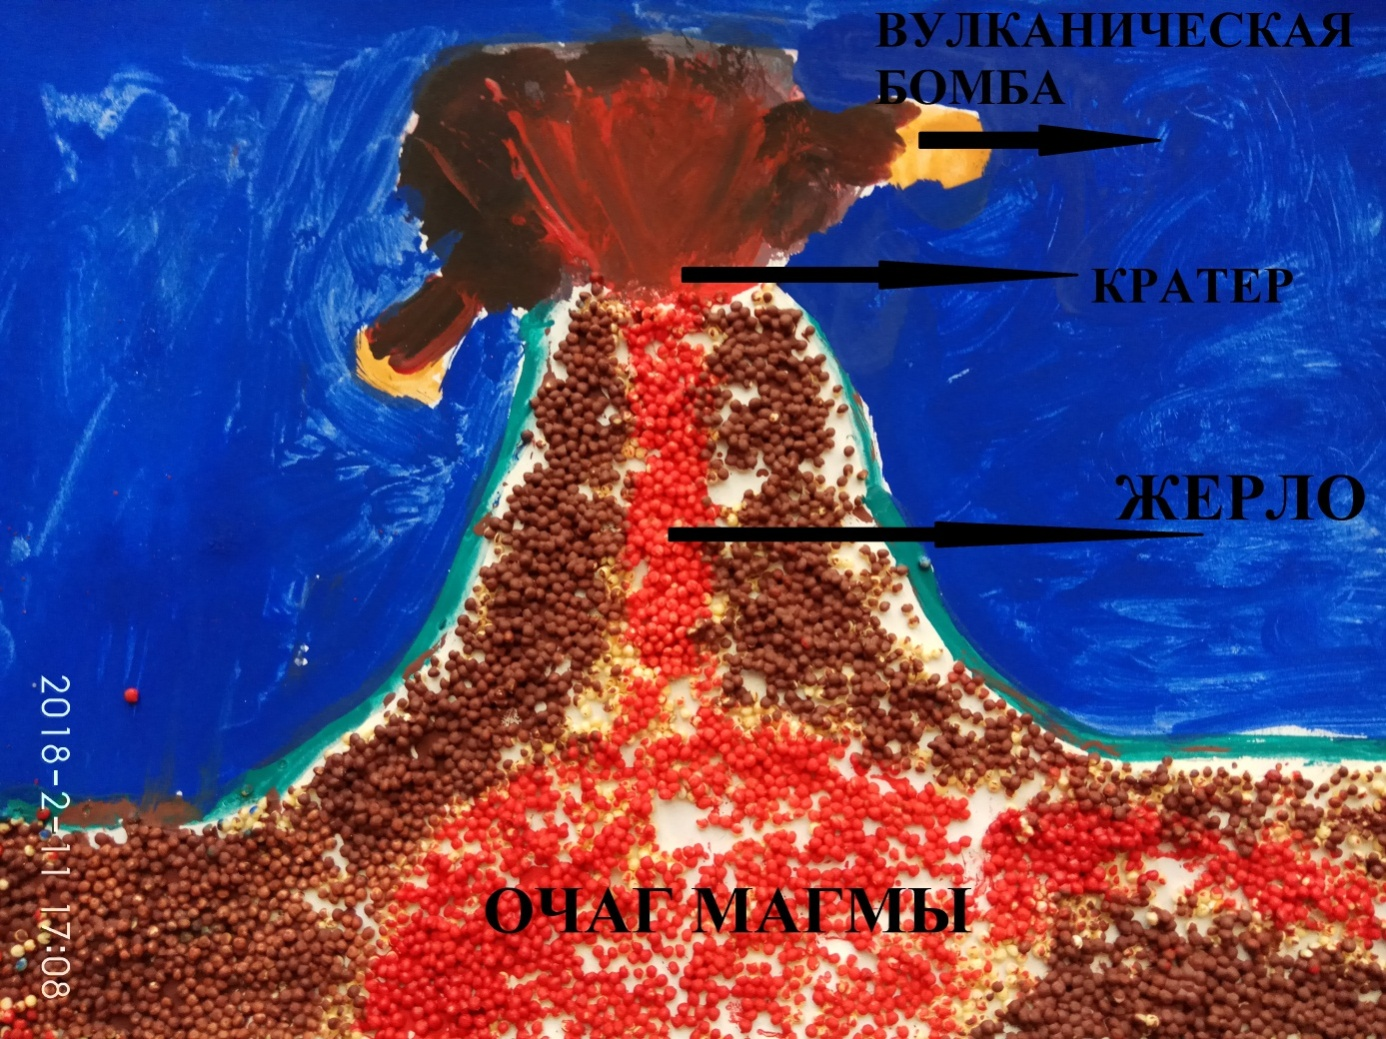 ВУЛКАНИЧЕСКАЯ
БОМБА
КРАТЕР
ЖЕРЛО
ОЧАГ МАГМЫ
2018-2-11 17:08